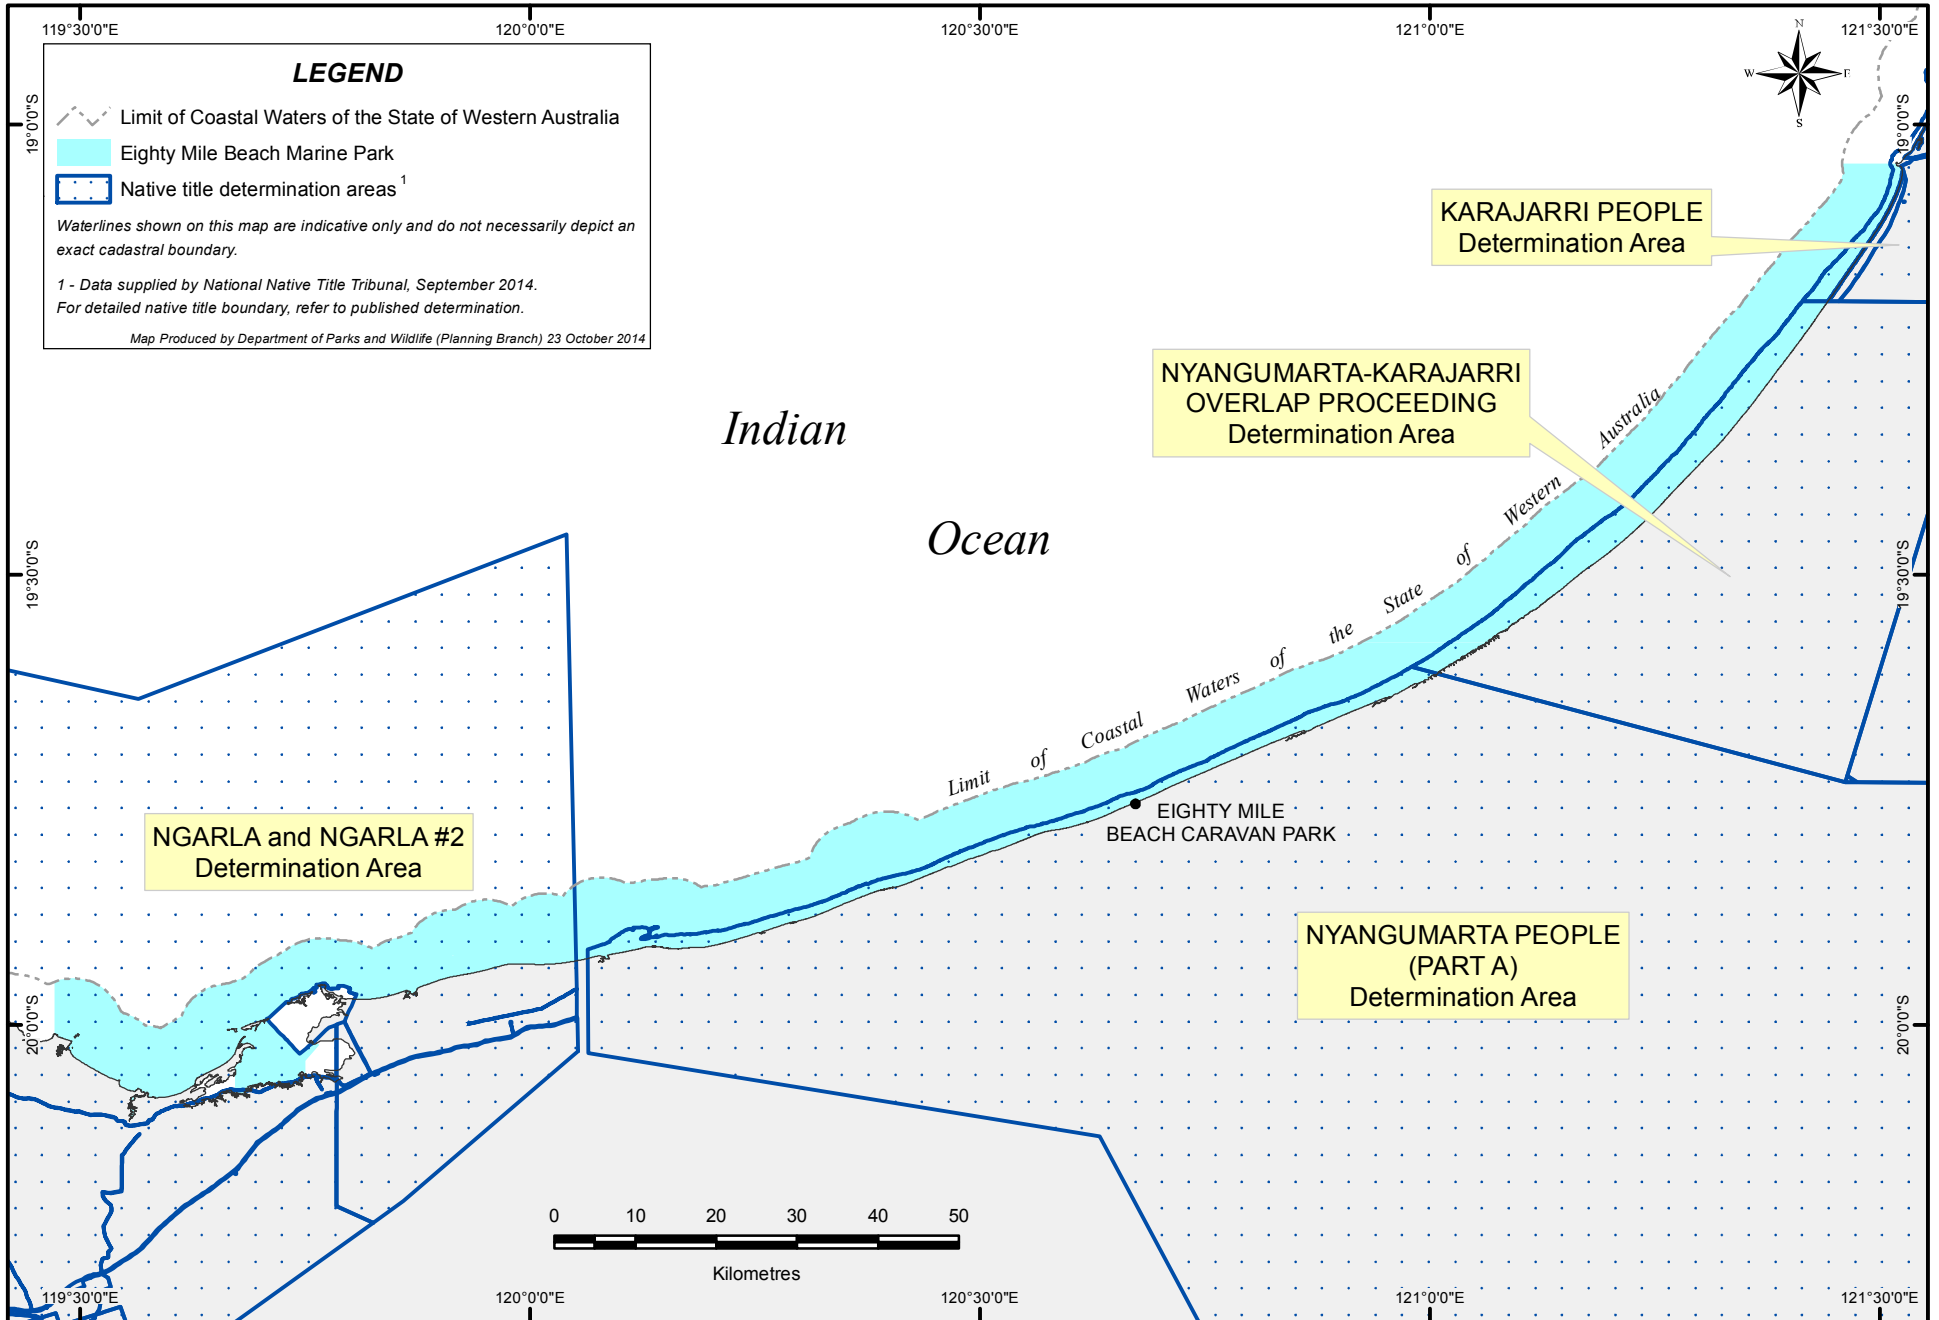 119°30'0"E
120°0'0"E
120°30'0"E
121°0'0"E
121°30'0"E
LEGEND
Limit of Coastal Waters of the State of Western Australia
Eighty Mile Beach Marine Park
Native title determination areas 1
Waterlines shown on this map are indicative only and do not necessarily depict an
exact cadastral boundary.
1 - Data supplied by National Native Title Tribunal, September 2014.
For detailed native title boundary, refer to published determination.
Map Produced by Department of Parks and Wildlife (Planning Branch) 23 October 2014
N
W
E
S
19°0'0"S
19°0'0"S
KARAJARRI PEOPLE
Determination Area
NYANGUMARTA-KARAJARRI
OVERLAP PROCEEDING
Determination Area
Indian
Ocean
Limit of Coastal Waters of the State of Western Australia
19°30'0"S
19°30'0"S
EIGHTY MILE
BEACH CARAVAN PARK
NGARLA and NGARLA #2
Determination Area
NYANGUMARTA PEOPLE
(PART A)
Determination Area
20°0'0"S
20°0'0"S
0 10 20 30 40 50
Kilometres
119°30'0"E
120°0'0"E
120°30'0"E
121°0'0"E
121°30'0"E